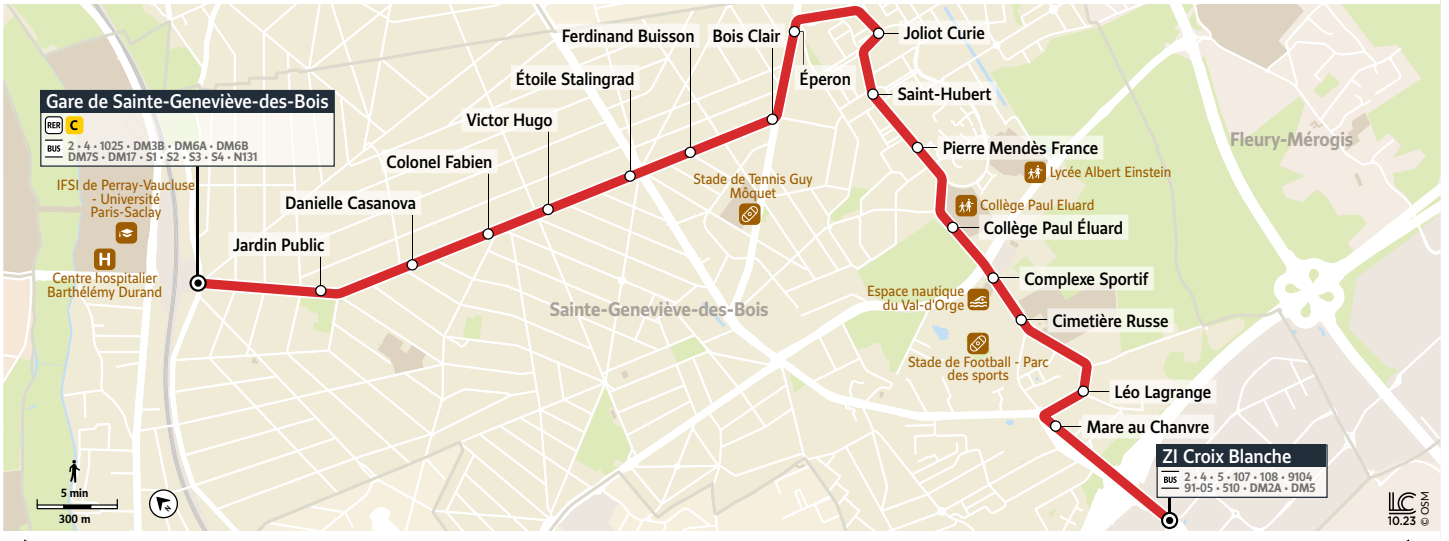 Ferdinand Buisson
Bois Clair
Joliot Curie
Étoile Stalingrad
Éperon
Gare de Sainte-Geneviève-des-Bois
RER C
BUS 2 • 4 • 1025 • DM3B • DM6A • DM6B
DM7S • DM17 • S1 • S2 • S3 • S4 • N131
Saint-Hubert
Victor Hugo
Fleury-Mérogis
Pierre Mendès France
Colonel Fabien
Lycée Albert Einstein
IFSI de Perray-Vaucluse
- Université
Paris-Saclay
Stade de Tennis Guy
Môquet
Danielle Casanova
Collège Paul Eluard
Collège Paul Éluard
Jardin Public
H
Centre hospitalier
Barthélémy Durand
Complexe Sportif
Espace nautique
du Val-d'Orge
Sainte-Geneviève-des-Bois
Cimetière Russe
Stade de Football - Parc
des sports
Léo Lagrange
Mare au Chanvre
ZI Croix Blanche
BUS 2 • 4 • 5 • 107 • 108 • 9104
91-05 • 510 • DM2A • DM5
5 min
300 m
N
LC
10.23 © OSM